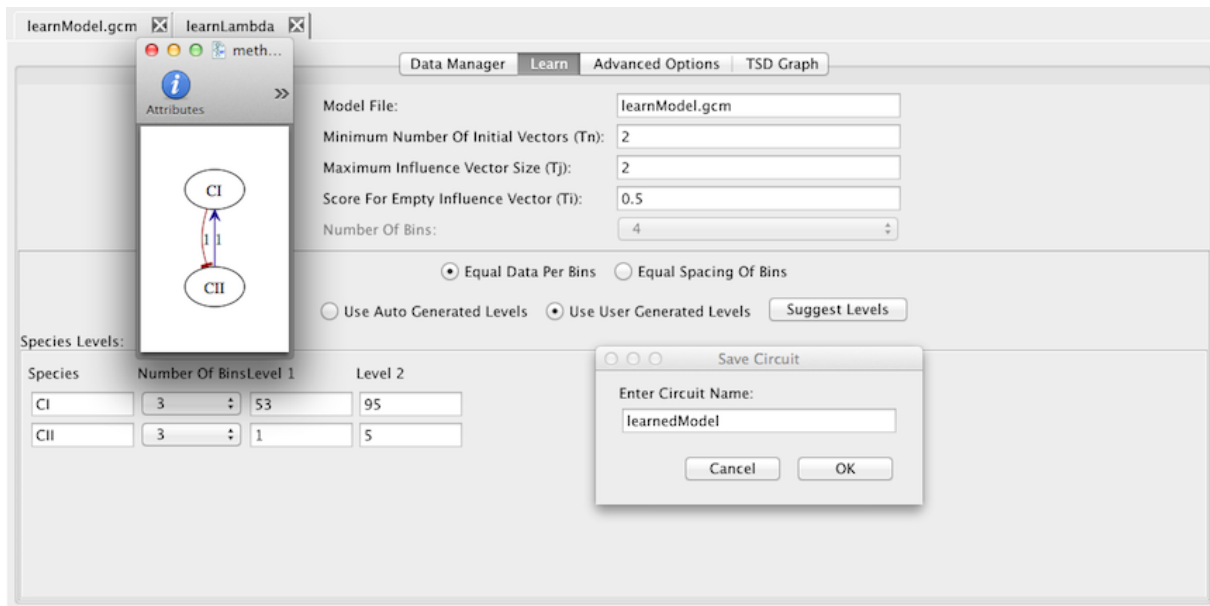 learnModel.gcm learnLambda
meth...
Attributes »
CI
1 1
CII
Data Manager Learn Advanced Options TSD Graph
Model File: learnModel.gcm
Minimum Number Of Initial Vectors (Tn): 2
Maximum Influence Vector Size (Tj): 2
Score For Empty Influence Vector (Ti): 0.5
Number Of Bins: 4
Equal Data Per Bins Equal Spacing Of Bins
Use Auto Generated Levels Use User Generated Levels Suggest Levels
Species Levels:
Species Number Of Bins Level 1 Level 2
CI 3 53 95
CII 3 1 5
Save Circuit
Enter Circuit Name:
learnedModel
Cancel OK